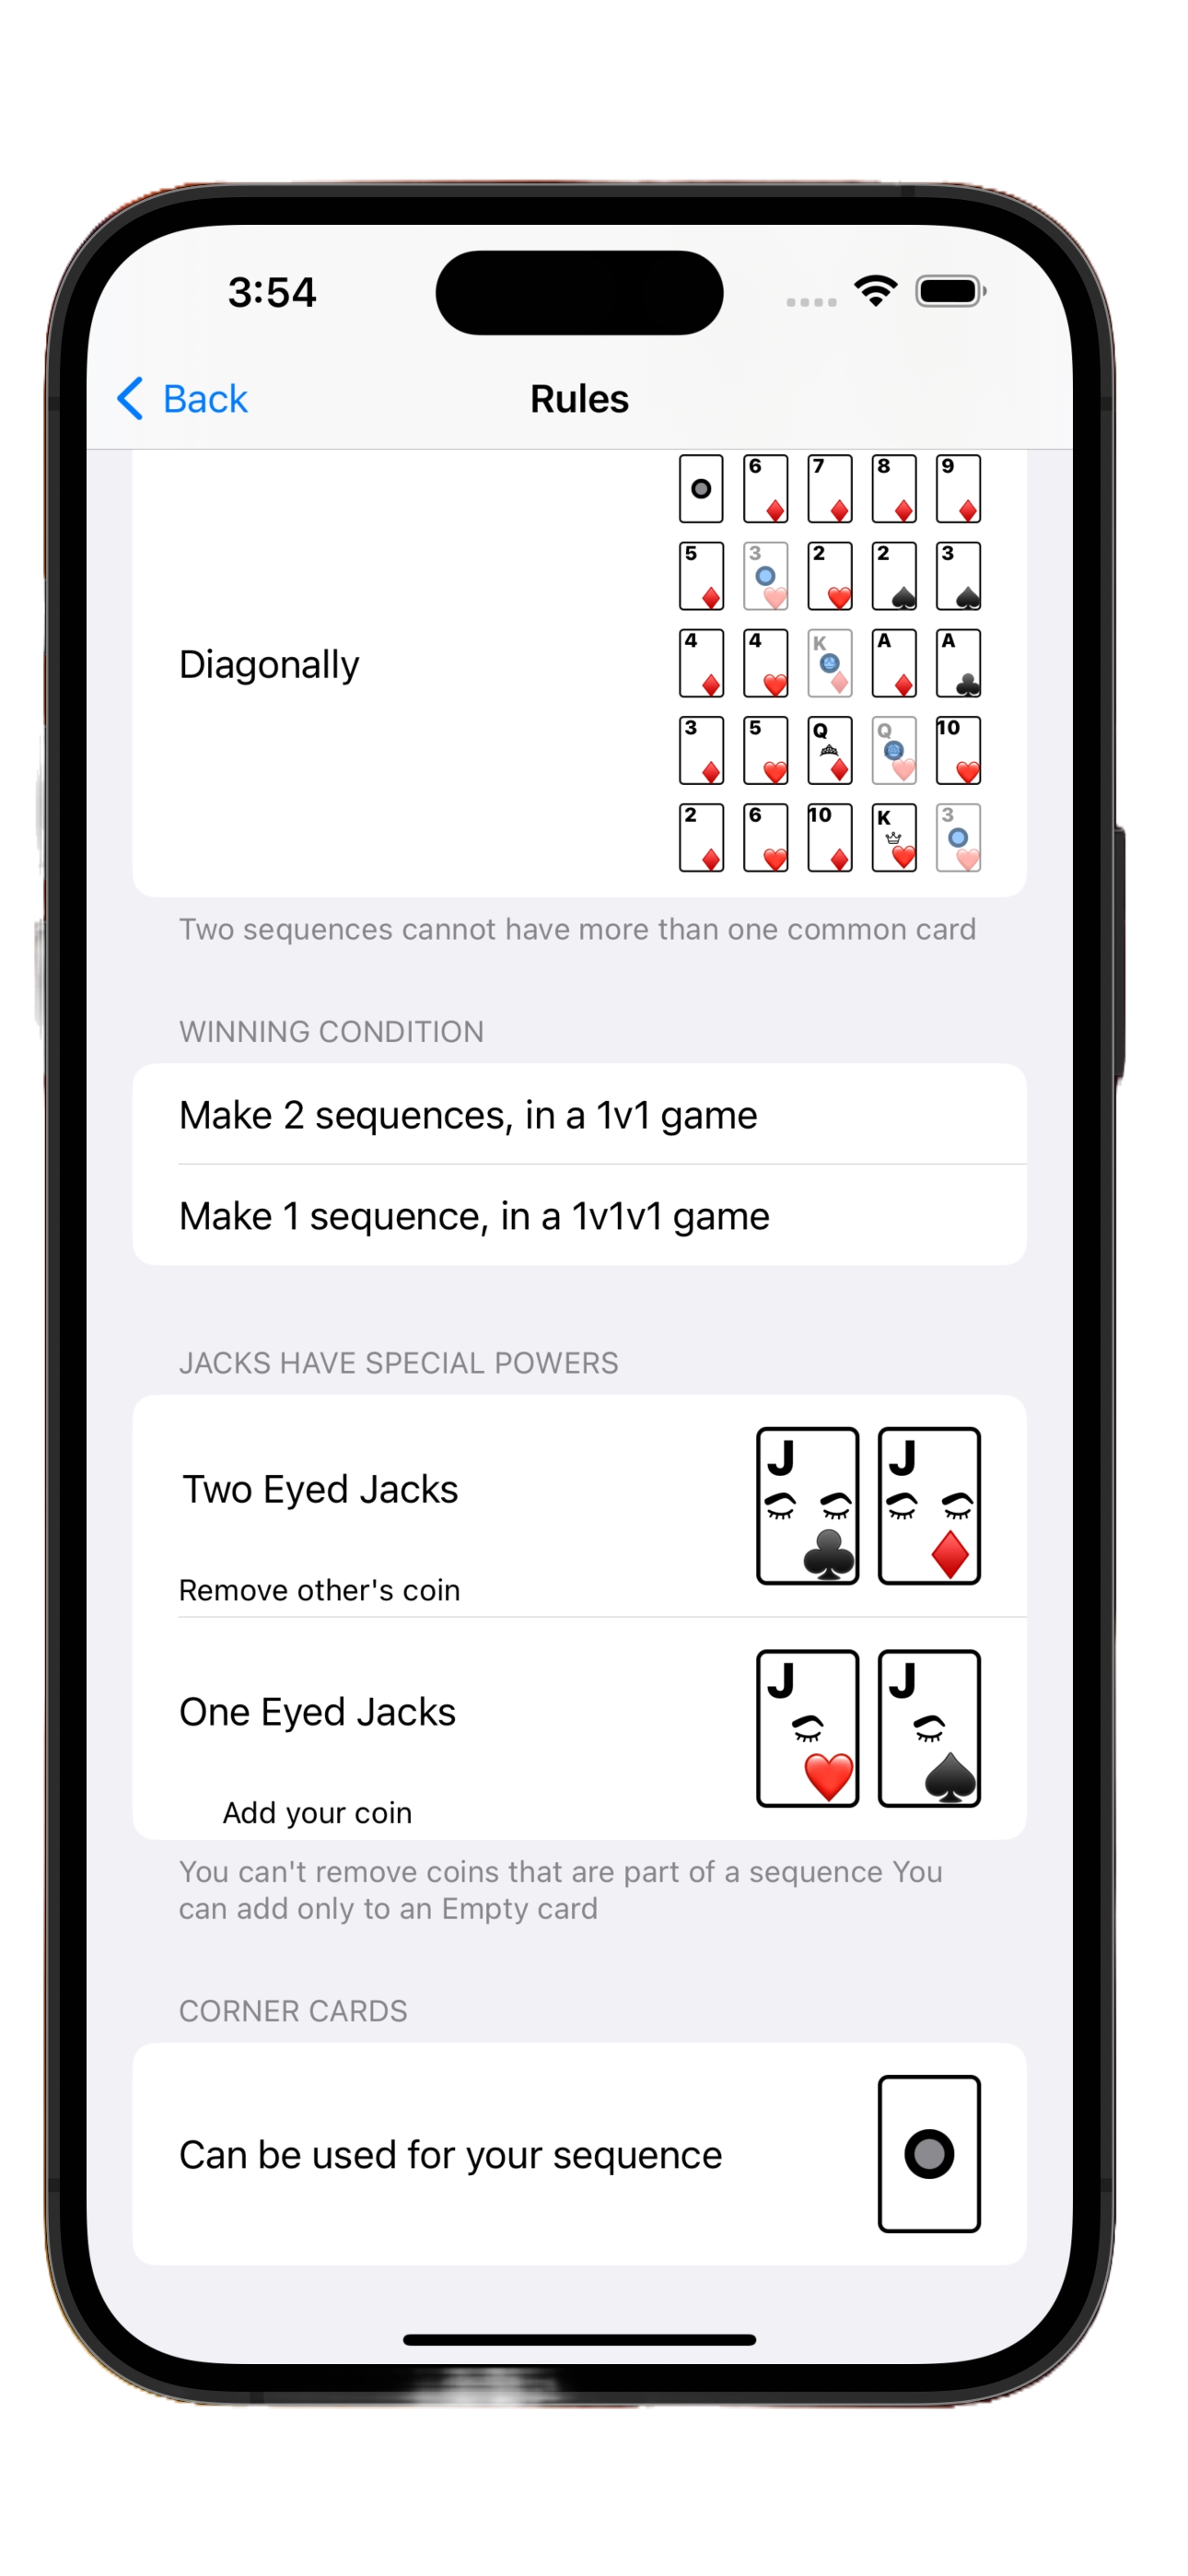 3:54
Back
Rules
6 7 8 9
5 3 2 2 3
Diagonally
4 4 K A A
3 5 Q Q 10
2 6 10 K 3
Two sequences cannot have more than one common card
WINNING CONDITION
Make 2 sequences, in a 1v1 game
Make 1 sequence, in a 1v1v1 game
JACKS HAVE SPECIAL POWERS
Two Eyed Jacks
J J
Remove other's coin
One Eyed Jacks
J J
Add your coin
You can't remove coins that are part of a sequence You
can add only to an Empty card
CORNER CARDS
Can be used for your sequence